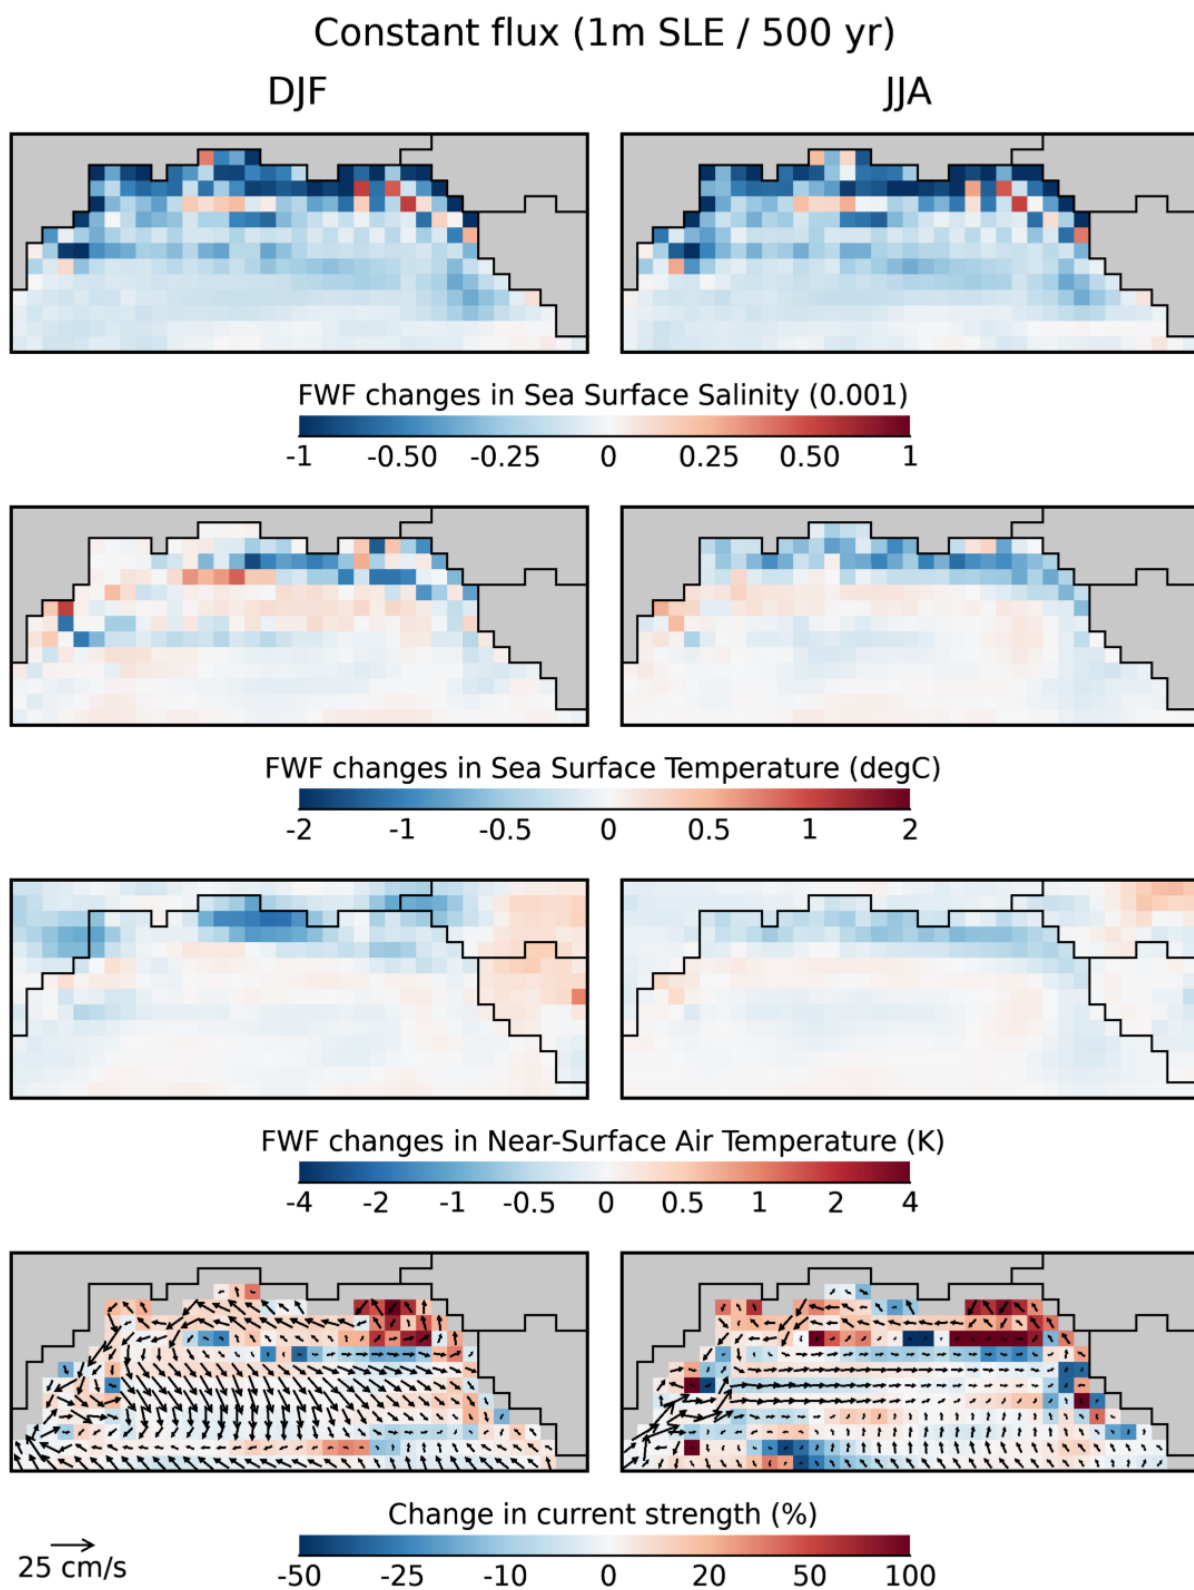 Constant flux (1m SLE / 500 yr)
DJF JJA
FWF changes in Sea Surface Salinity (0.001)
-1 -0.50 -0.25 0 0.25 0.50 1
FWF changes in Sea Surface Temperature (degC)
-2 -1 -0.5 0 0.5 1 2
FWF changes in Near-Surface Air Temperature (K)
-4 -2 -1 -0.5 0 0.5 1 2 4
Change in current strength (%)
25 cm/s
-50 -25 -10 0 20 50 100